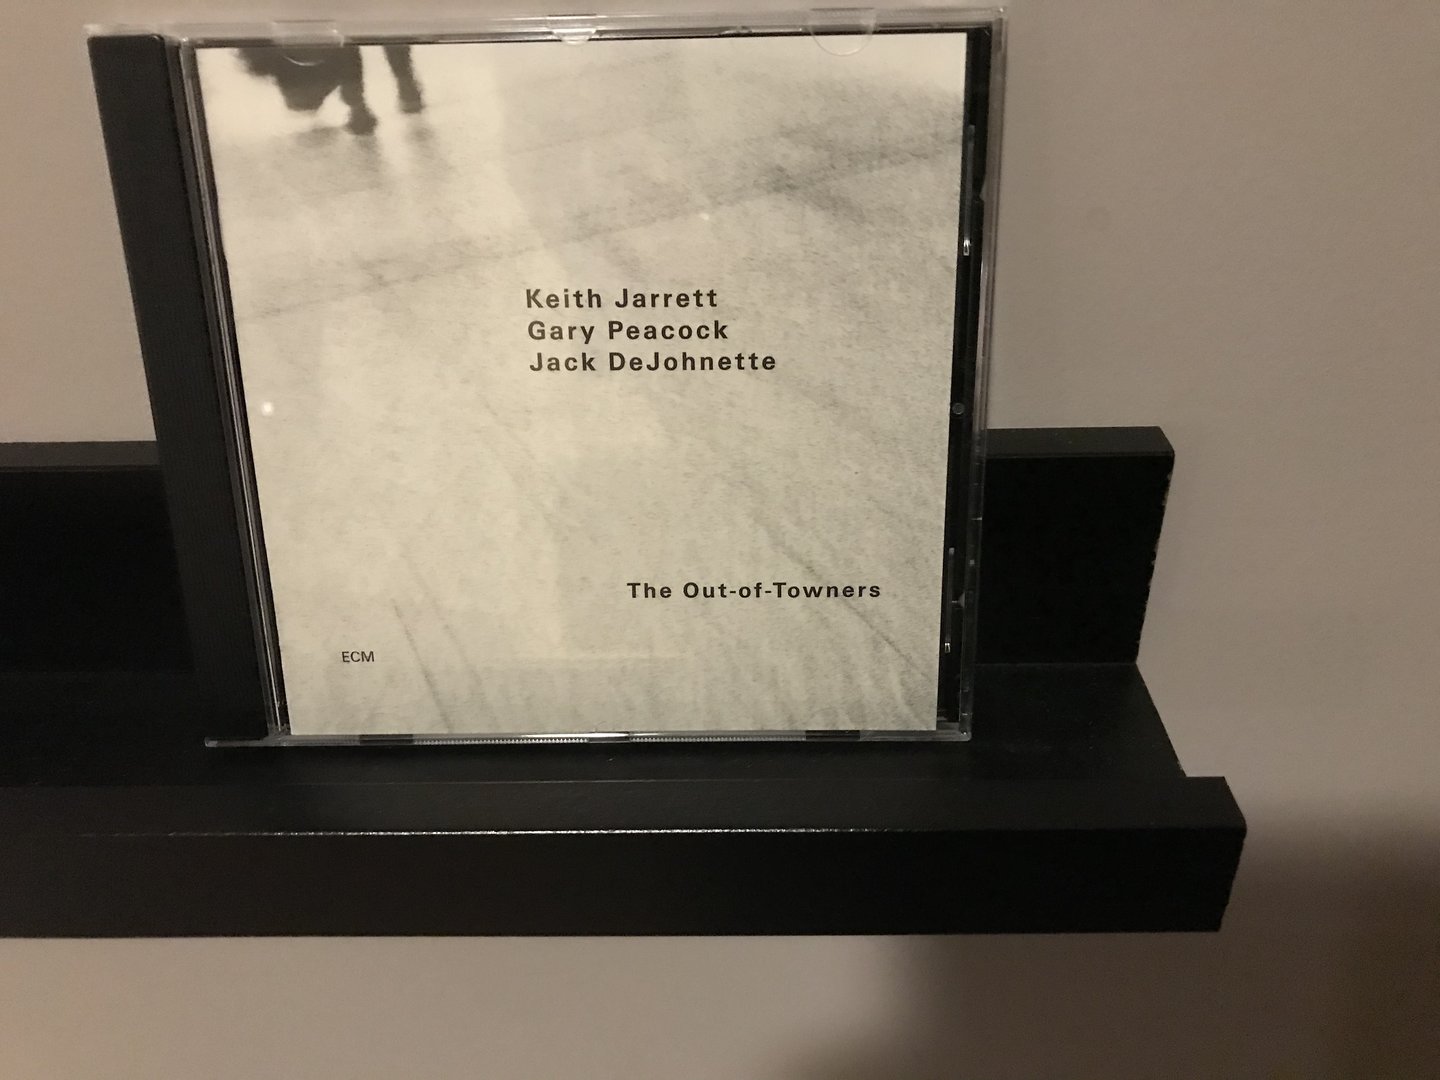 Keith Jarrett
Gary Peacock
Jack DeJohnette
The Out-of-Towners
ECM